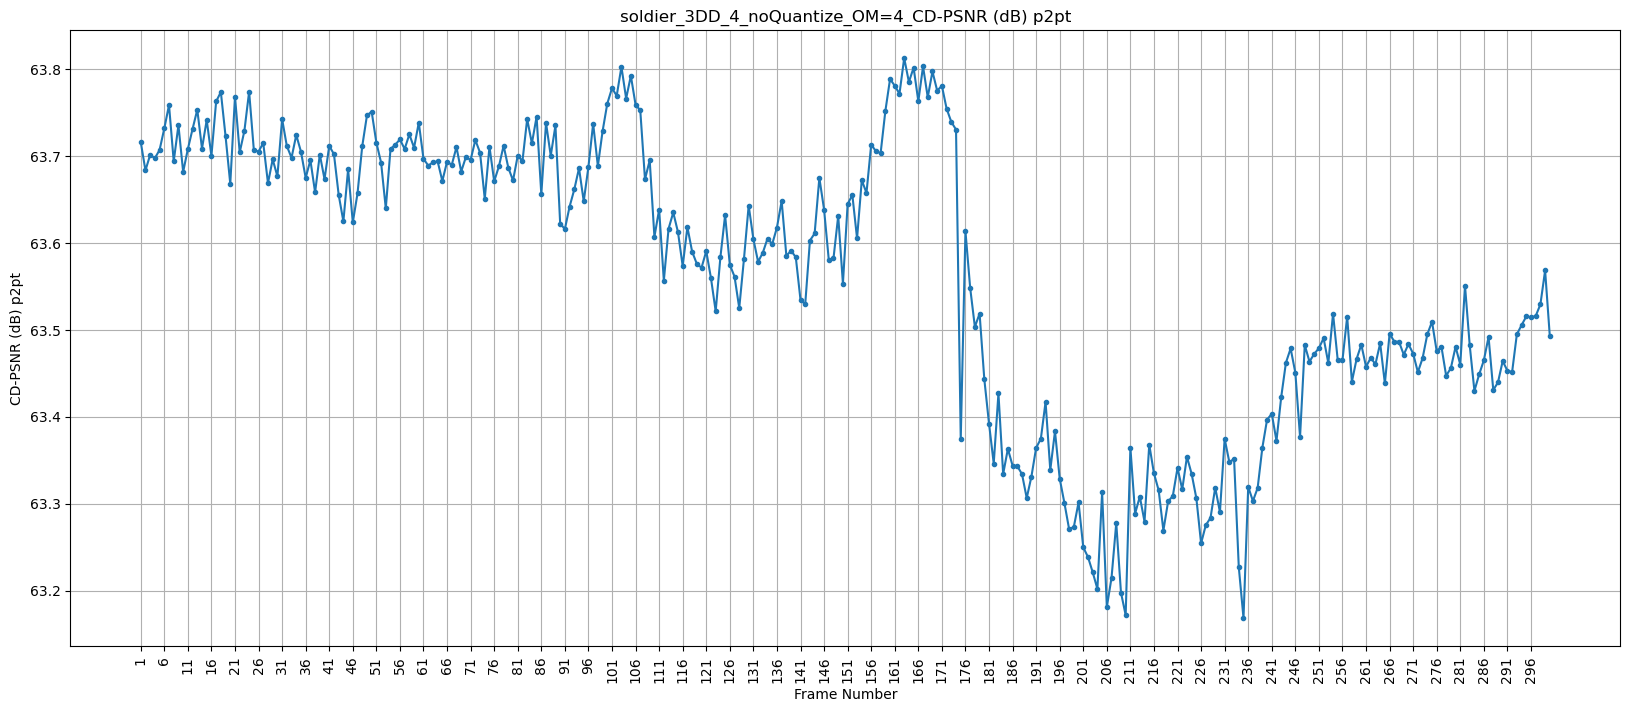 soldier_3DD_4_noQuantize_OM=4_CD-PSNR (dB) p2pt
CD-PSNR (dB) p2pt
63.8
63.7
63.6
63.5
63.4
63.3
63.2
1 6 11 16 21 26 31 36 41 46 51 56 61 66 71 76 81 86 91 96 101 106 111 116 121 126 131 136 141 146 151 156 161 166 171 176 181 186 191 196 201 206 211 216 221 226 231 236 241 246 251 256 261 266 271 276 281 286 291 296
Frame Number